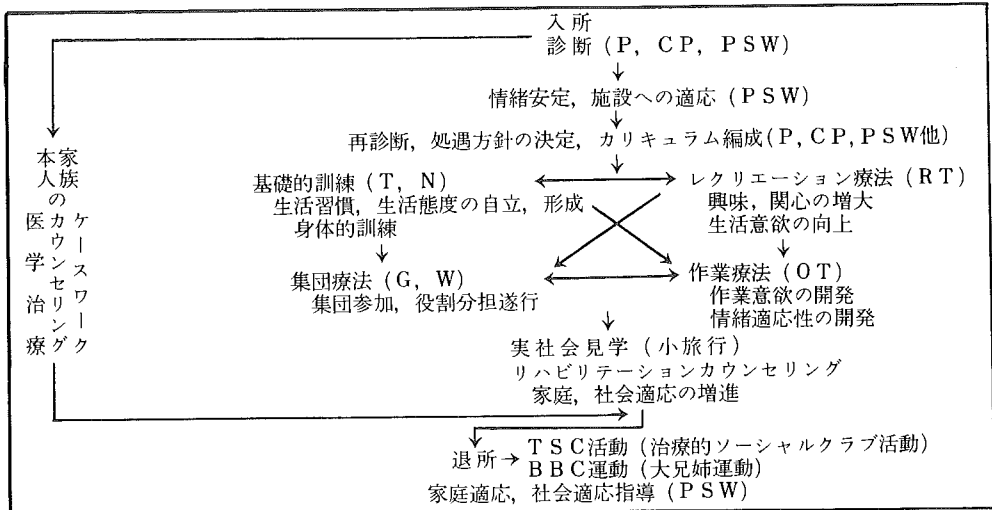 入所
診断 (P, CP, PSW)
↓
情緒安定, 施設への適応 (PSW)
↓
再診断, 処遇方針の決定, カリキュラム編成(P, CP, PSW他)
↓
基礎的訓練 (T, N)
生活習慣, 生活態度の自立, 形成
身体的訓練
レクリエーション療法 (RT)
興味, 関心の増大
生活意欲の向上
↓
↓
集団療法 (G, W)
集団参加, 役割分担遂行
作業療法 (OT)
作業意欲の開発
情緒適応性の開発
↓
実社会見学 (小旅行)
リハビリテーションカウンセリング
家庭, 社会適応の増進
家族のケースワーク
本人のカウンセリング
医学治療
退所→TSC活動 (治療的ソーシャルクラブ活動)
BBC運動 (大兄姉運動)
家庭適応, 社会適応指導 (PSW)